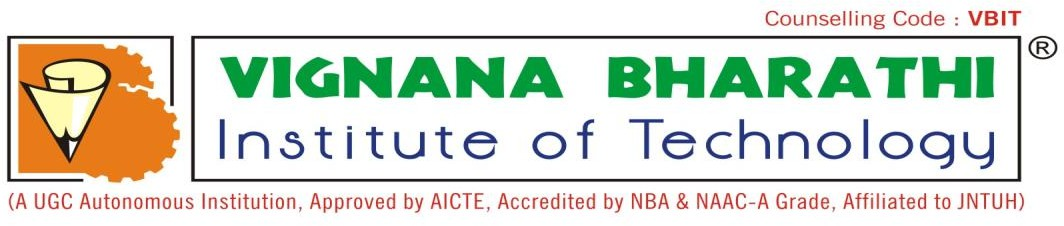 Counselling Code : VBIT
VIGNANA BHARATHI ®
Institute of Technology
(A UGC Autonomous Institution, Approved by AICTE, Accredited by NBA & NAAC-A Grade, Affiliated to JNTUH)